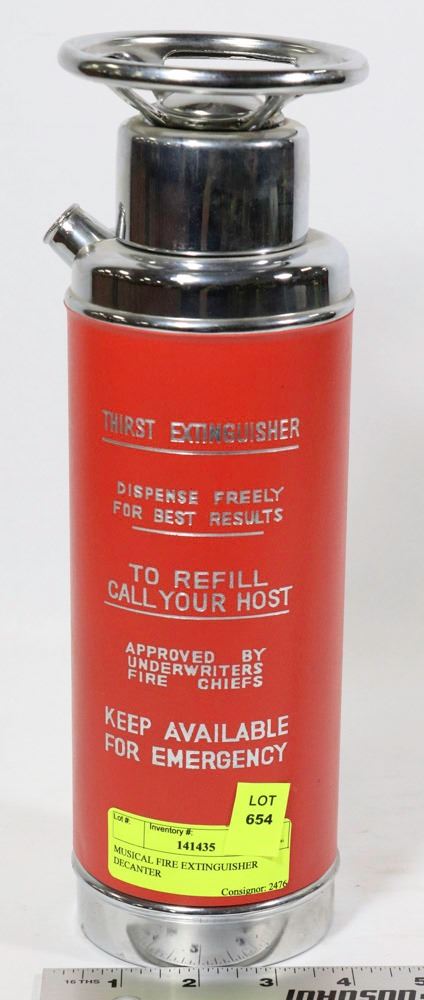 THIRST EXTINGUISHER
DISPENSE FREELY
FOR BEST RESULTS
TO REFILL
CALL YOUR HOST
APPROVED BY
UNDERWRITERS
FIRE CHIEFS
KEEP AVAILABLE
FOR EMERGENCY
LOT
654
Lot #:
Inventory #:
141435
MUSICAL FIRE EXTINGUISHER
DECANTER
Consignor: 2476
16 THS 1 2 3 4 5
JOHNSON